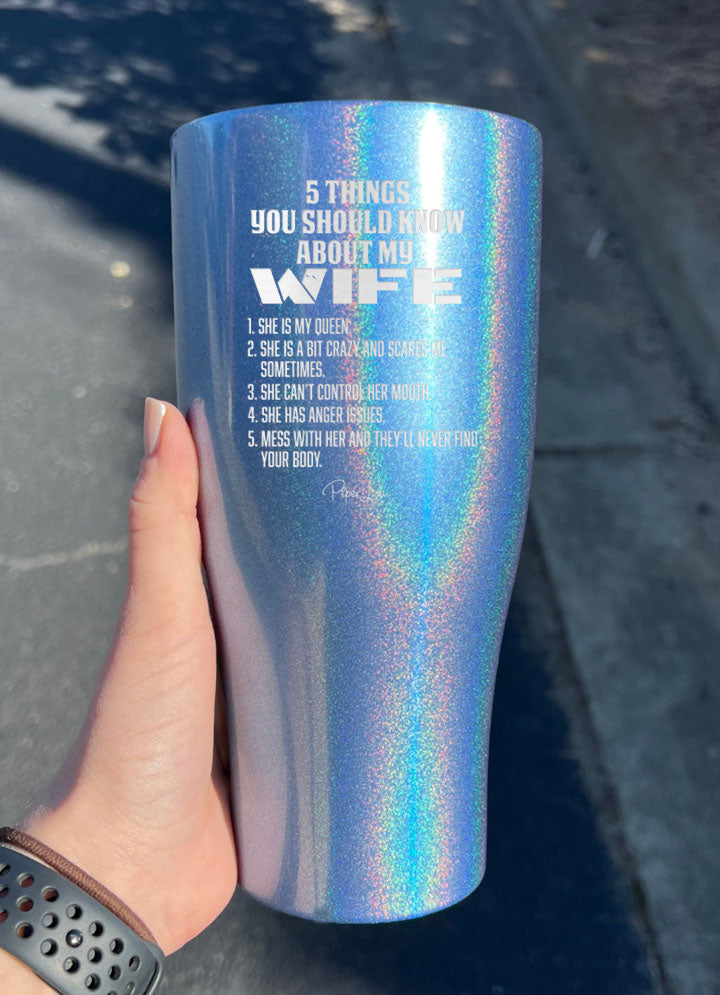 5 THINGS
YOU SHOULD KNOW
ABOUT MY
WIFE
1. SHE IS MY QUEEN.
2. SHE IS A BIT CRAZY AND SCARES ME
SOMETIMES.
3. SHE CAN'T CONTROL HER MOUTH.
4. SHE HAS ANGER ISSUES.
5. MESS WITH HER AND THEY'LL NEVER FIND
YOUR BODY.
Piper